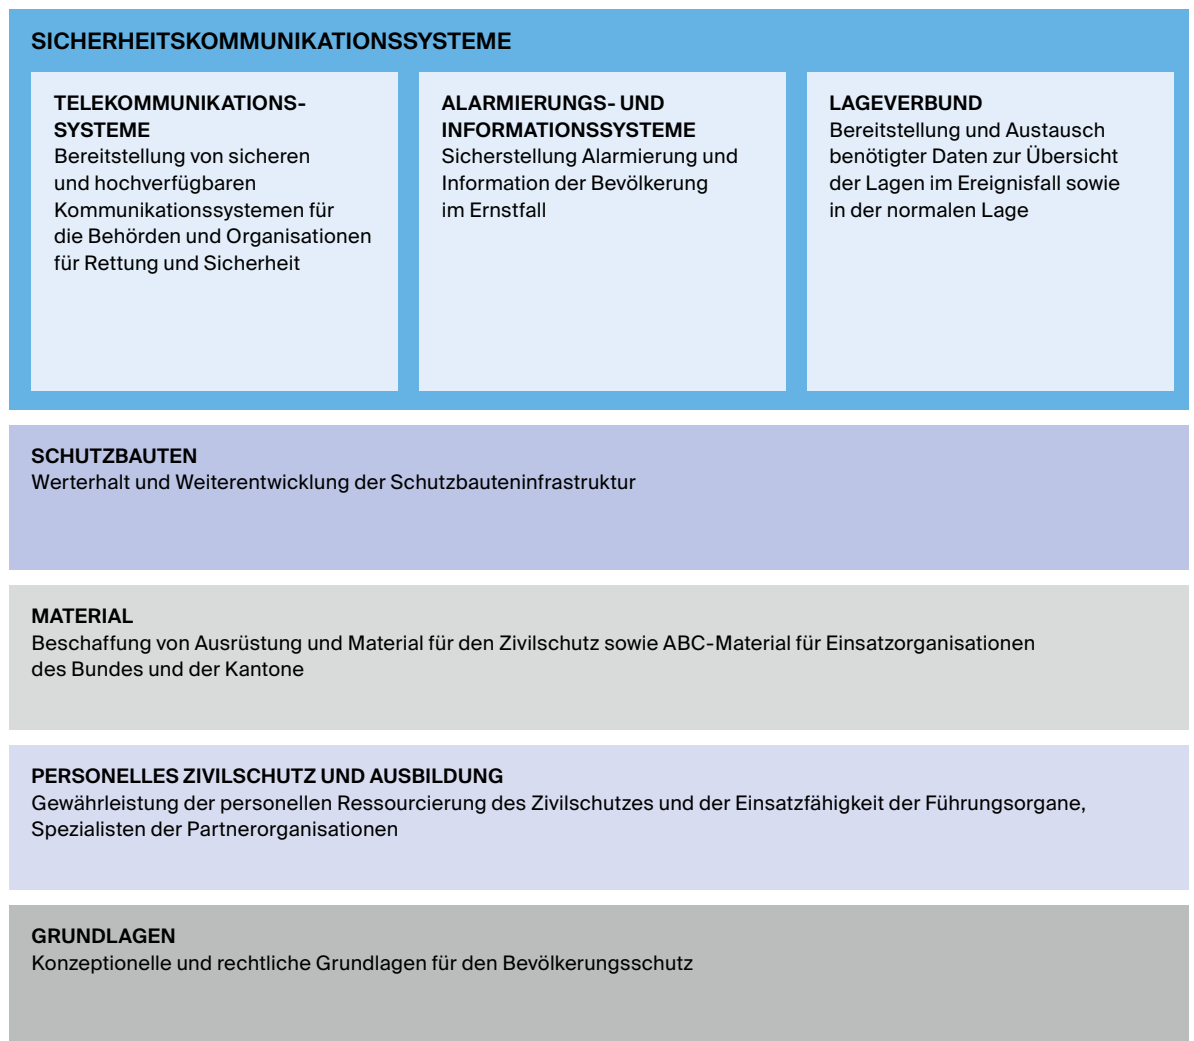 SICHERHEITSKOMMUNIKATIONSSYSTEME
TELEKOMMUNIKATIONS-
SYSTEME
Bereitstellung von sicheren
und hochverfügbaren
Kommunikationssystemen für
die Behörden und Organisationen
für Rettung und Sicherheit
ALARMIERUNGS- UND
INFORMATIONSSYSTEME
Sicherstellung Alarmierung und
Information der Bevölkerung
im Ernstfall
LAGEVERBUND
Bereitstellung und Austausch
benötigter Daten zur Übersicht
der Lagen im Ereignisfall sowie
in der normalen Lage
SCHUTZBAUTEN
Werterhalt und Weiterentwicklung der Schutzbauteninfrastruktur
MATERIAL
Beschaffung von Ausrüstung und Material für den Zivilschutz sowie ABC-Material für Einsatzorganisationen
des Bundes und der Kantone
PERSONELLES ZIVILSCHUTZ UND AUSBILDUNG
Gewährleistung der personellen Ressourcierung des Zivilschutzes und der Einsatzfähigkeit der Führungsorgane,
Spezialisten der Partnerorganisationen
GRUNDLAGEN
Konzeptionelle und rechtliche Grundlagen für den Bevölkerungsschutz